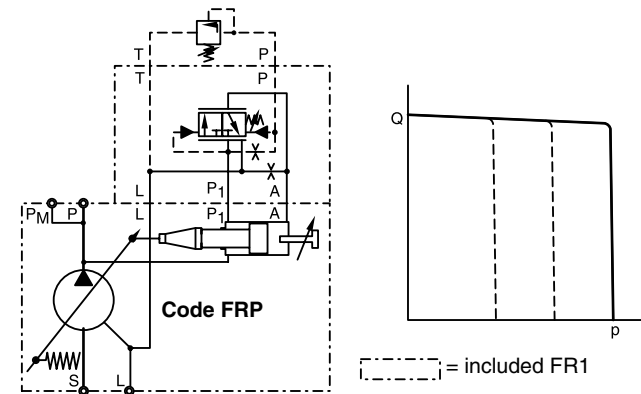 T P
T P
L P1 A
L P1 A
PM P
Code FRP
S L
Q
p
= included FR1